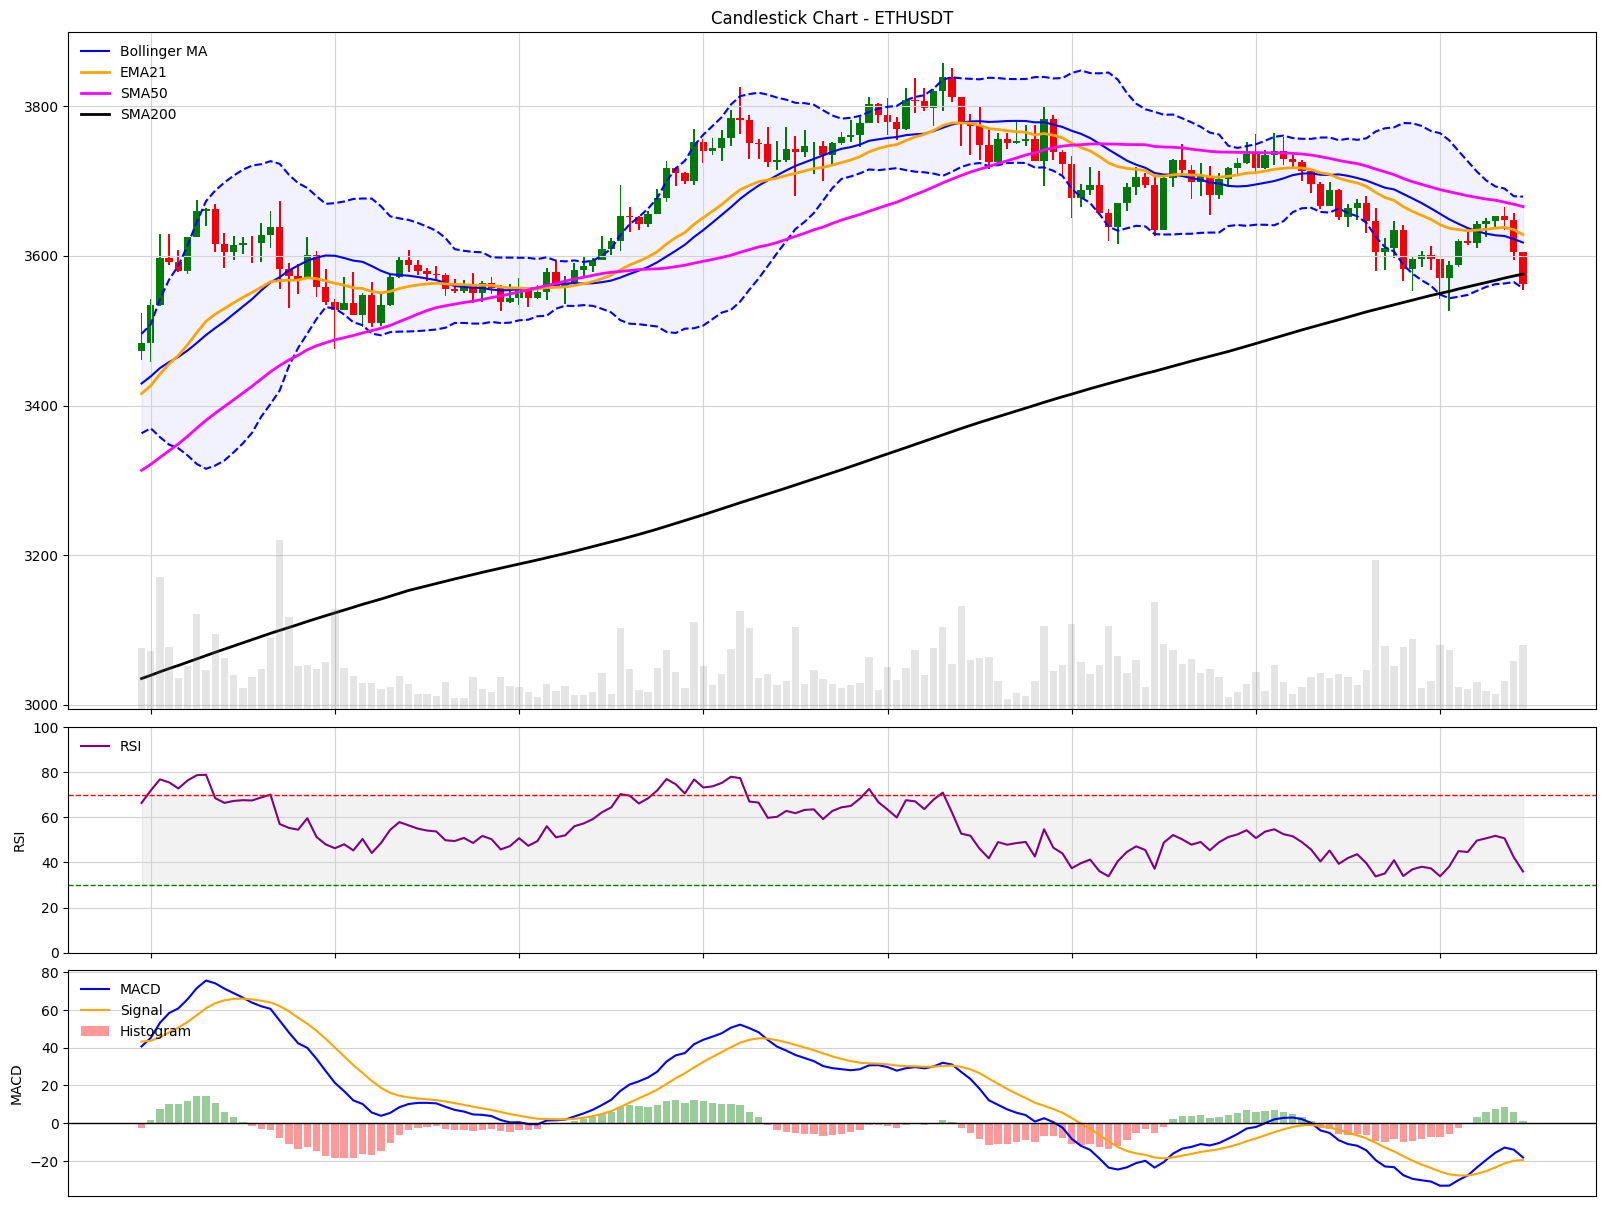 Candlestick Chart - ETHUSDT
Bollinger MA
EMA21
SMA50
SMA200
3800
3600
3400
3200
3000
100
80
60
40
20
0
RSI
RSI
80
60
40
20
0
−20
MACD
MACD
Signal
Histogram